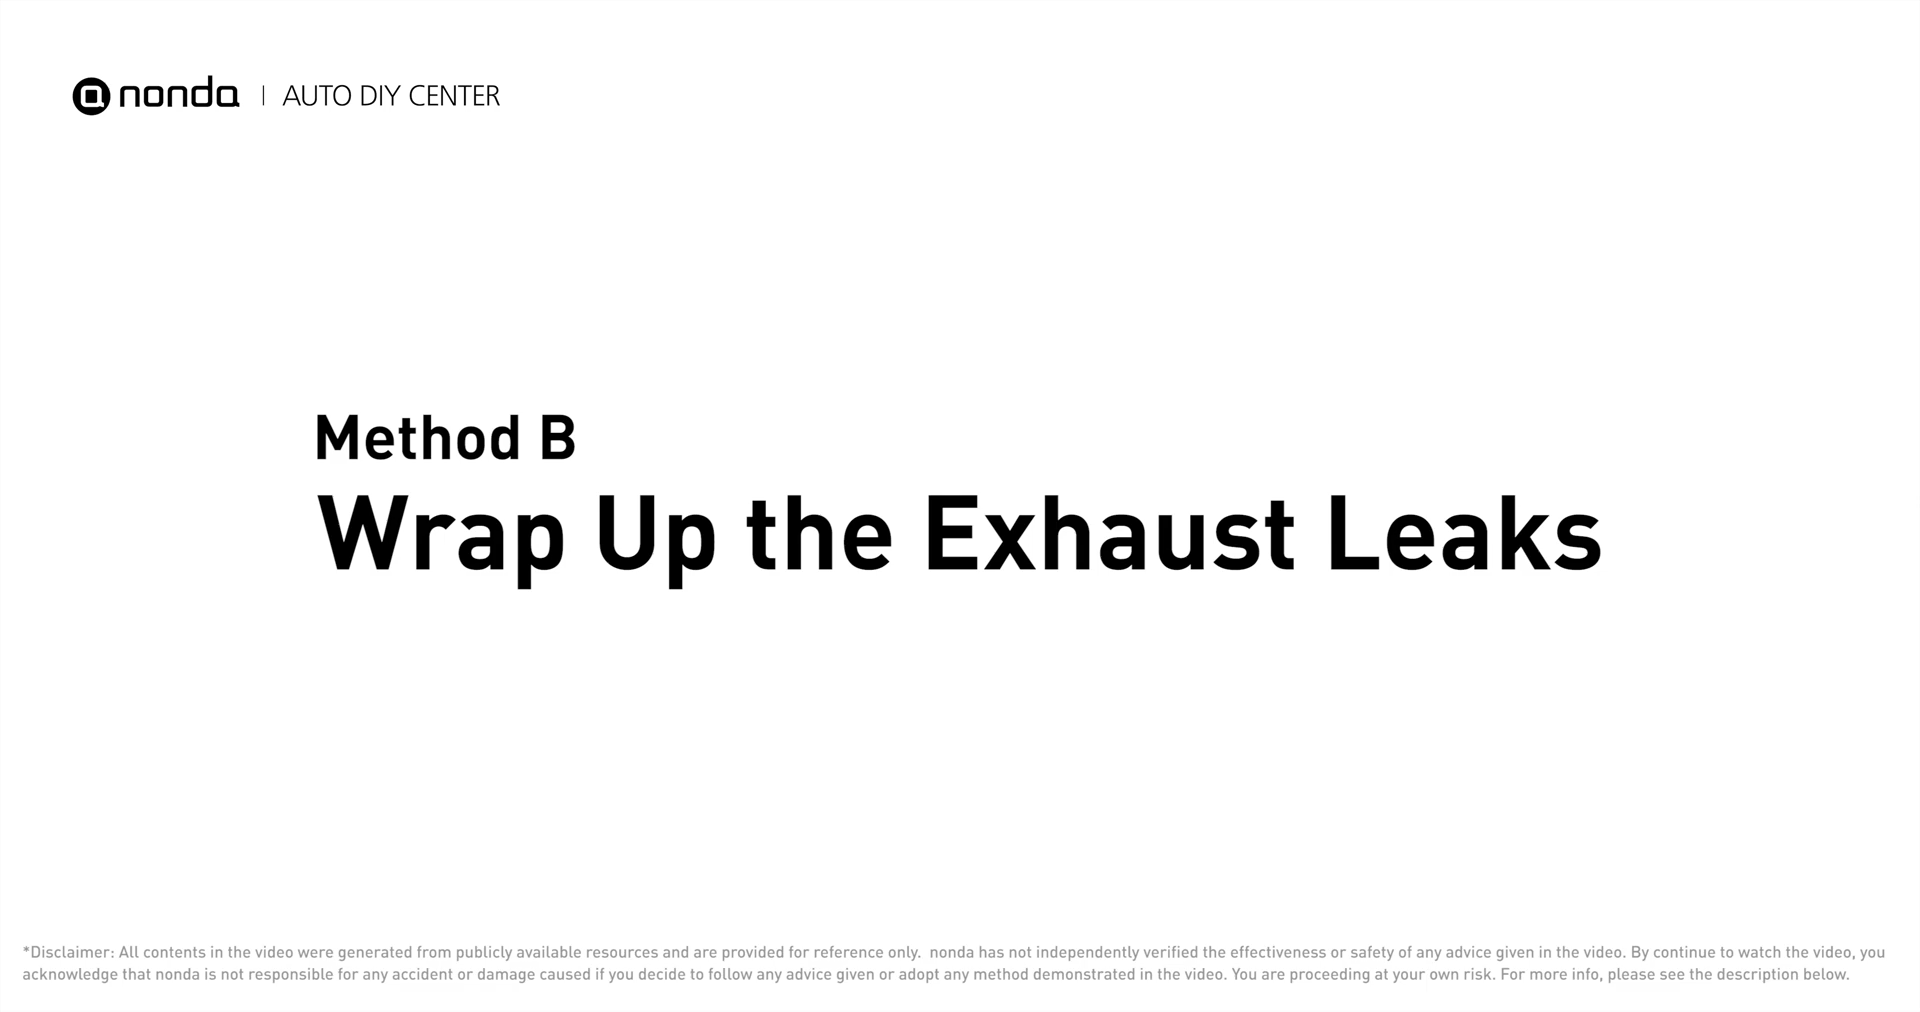 nonda | AUTO DIY CENTER
Method B
Wrap Up the Exhaust Leaks
*Disclaimer: All contents in the video were generated from publicly available resources and are provided for reference only.  nonda has not independently verified the effectiveness or safety of any advice given in the video. By continue to watch the video, you
acknowledge that nonda is not responsible for any accident or damage caused if you decide to follow any advice given or adopt any method demonstrated in the video. You are proceeding at your own risk. For more info, please see the description below.